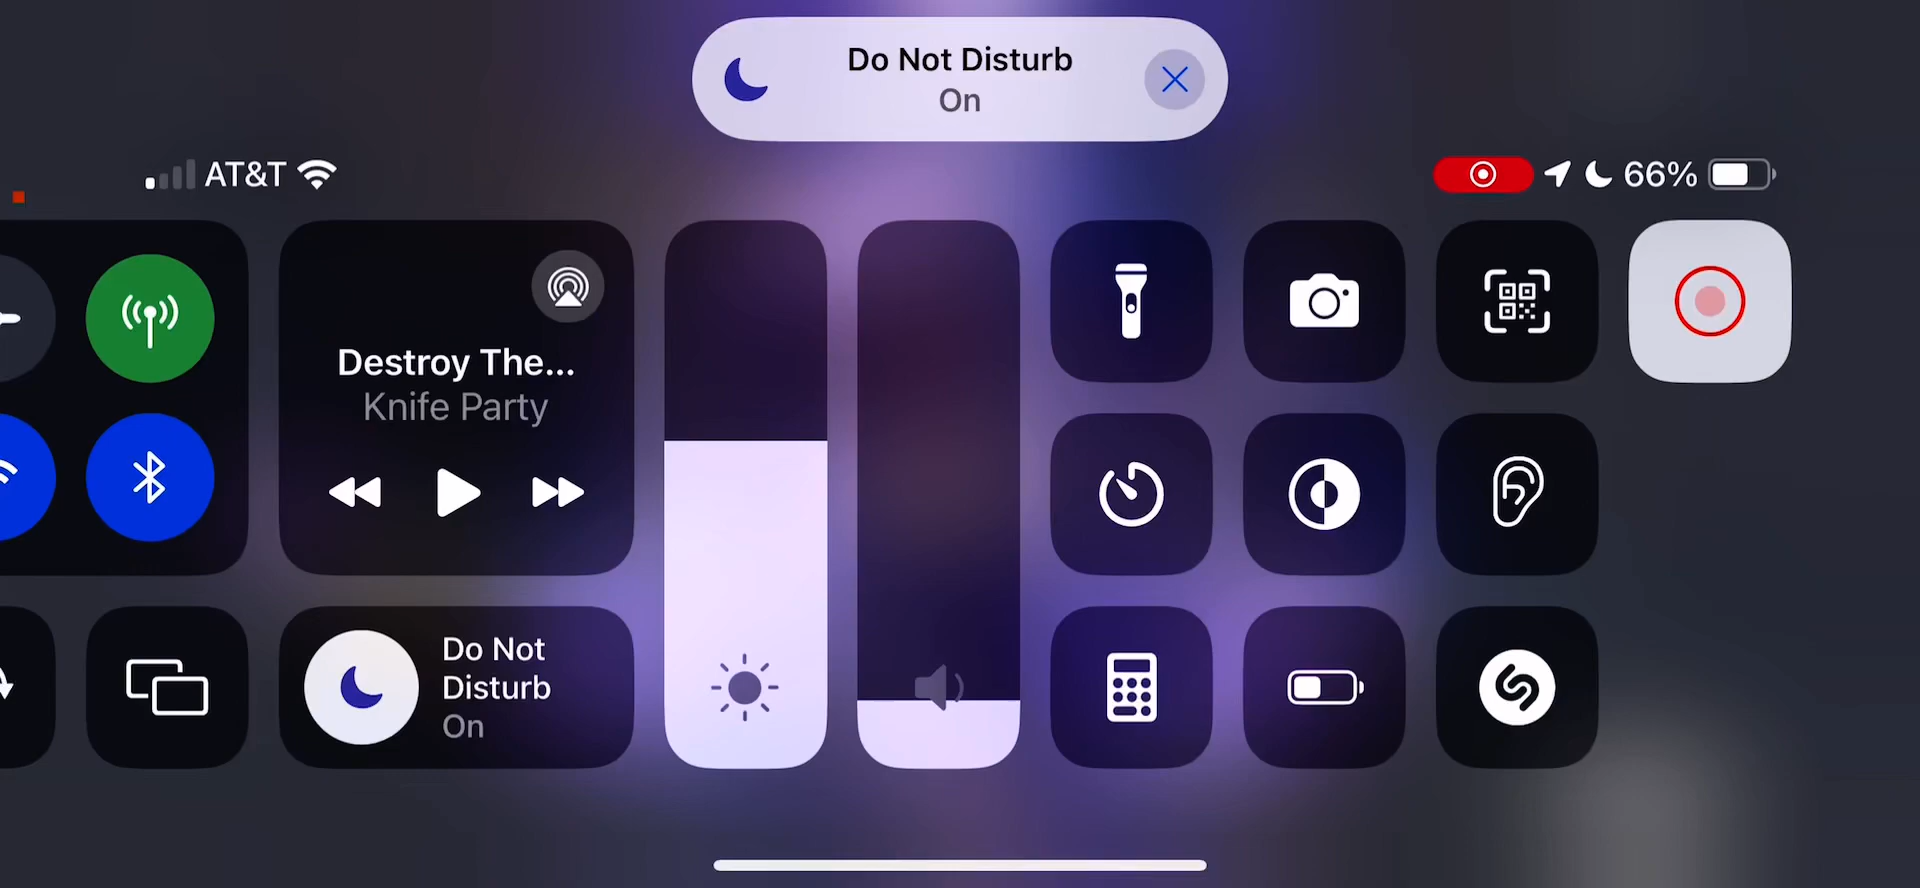 Do Not Disturb
On
AT&T
66%
Destroy The...
Knife Party
Do Not
Disturb
On